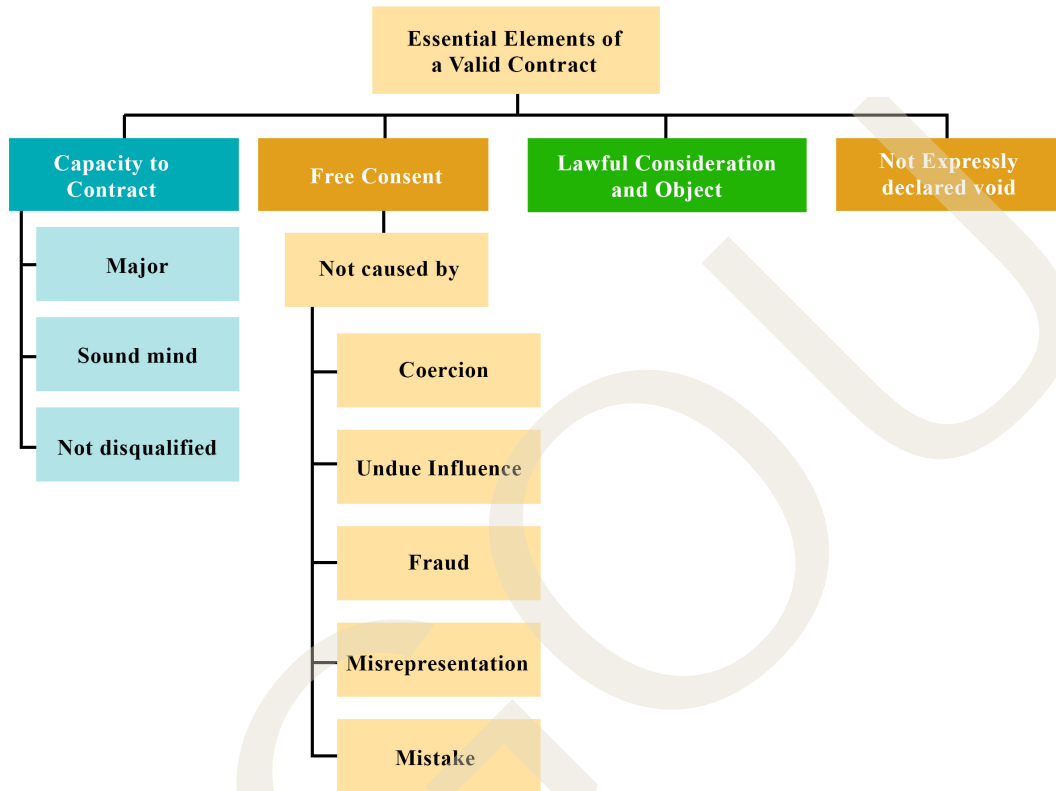 Essential Elements of
a Valid Contract
Capacity to
Contract
Free Consent
Lawful Consideration
and Object
Not Expressly
declared void
Major
Sound mind
Not disqualified
Not caused by
Coercion
Undue Influence
Fraud
Misrepresentation
Mistake